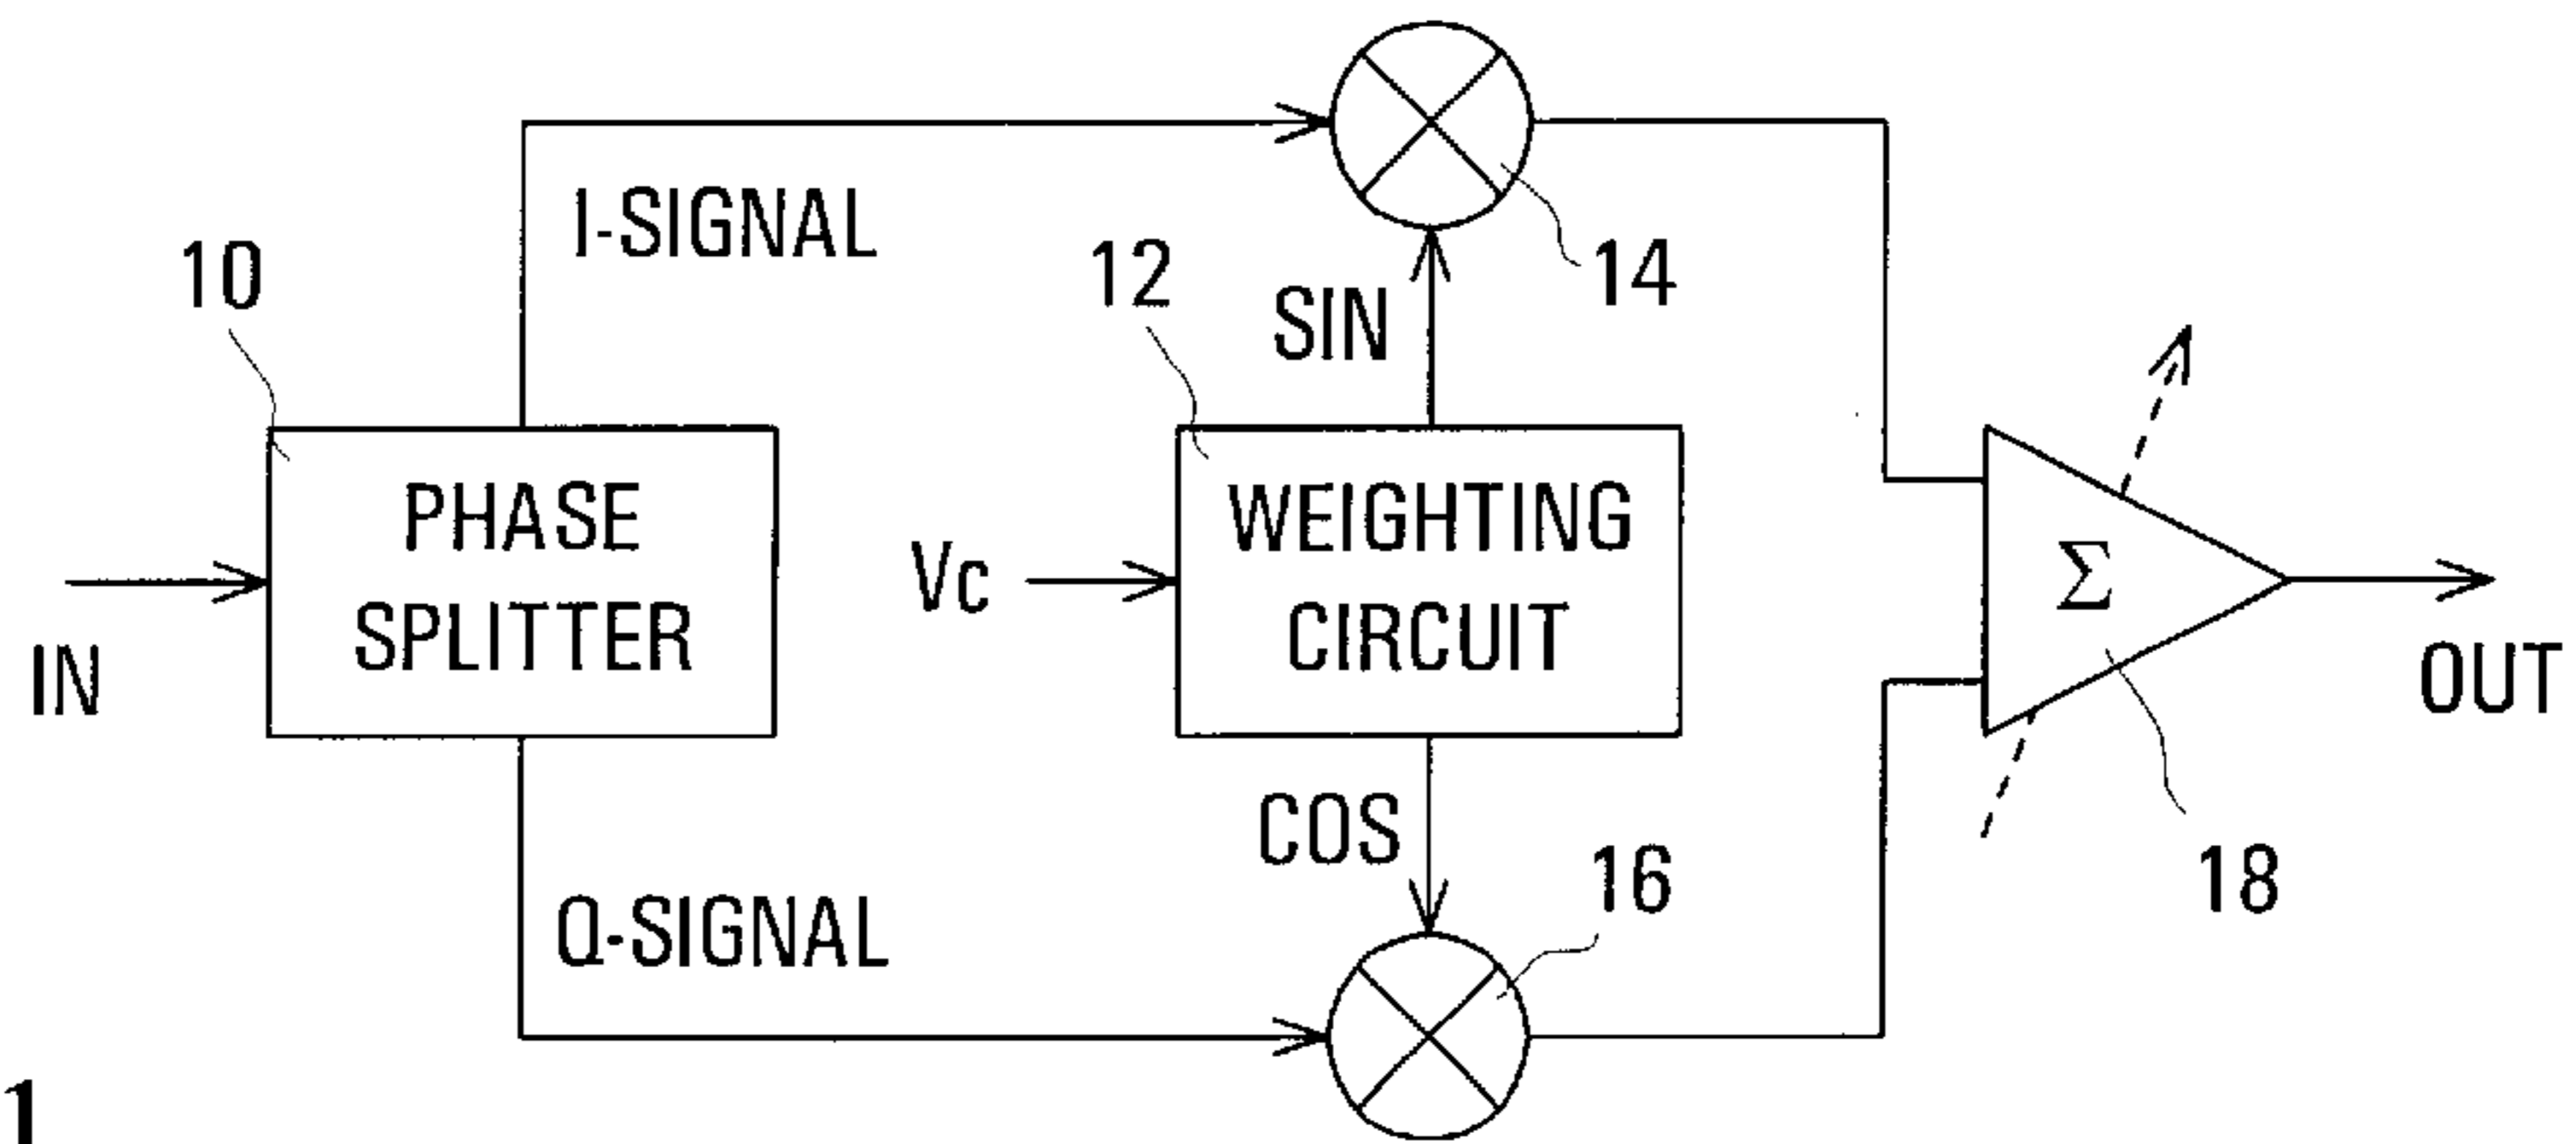 I-SIGNAL
10
12
14
SIN
PHASE
SPLITTER
IN
Vc
WEIGHTING
CIRCUIT
Σ
OUT
COS
16
18
Q-SIGNAL
1